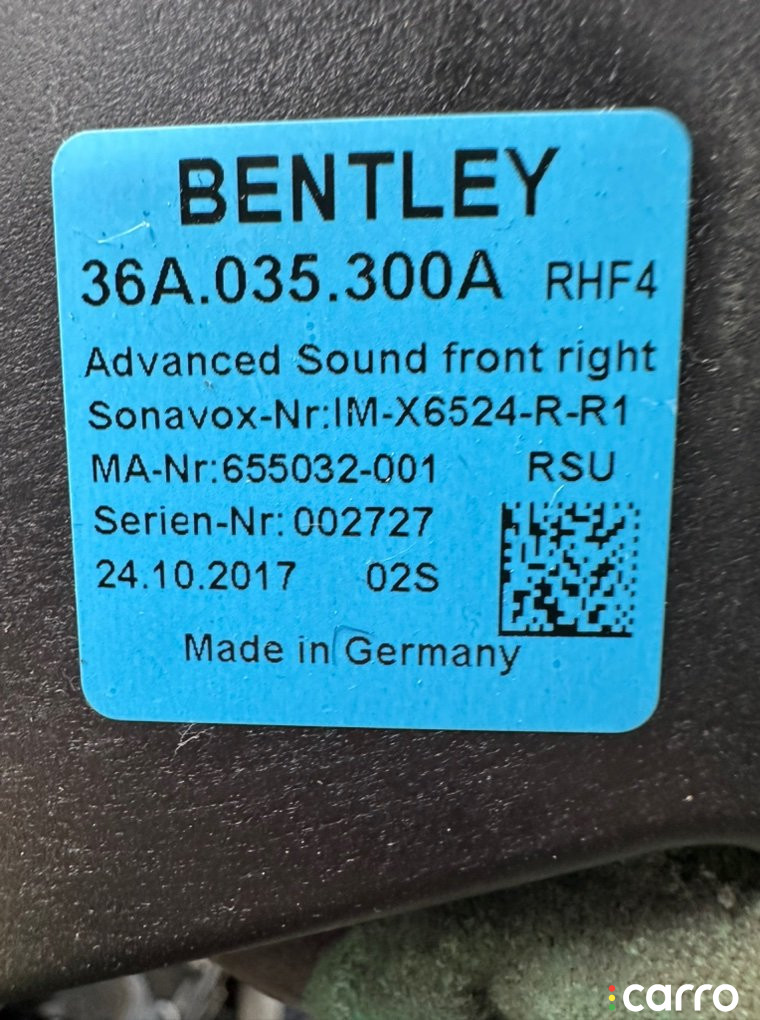 BENTLEY
36A.035.300A RHF4
Advanced Sound front right
Sonavox-Nr:IM-X6524-R-R1
MA-Nr:655032-001 RSU
Serien-Nr:002727
24.10.2017 02S
Made in Germany
carro